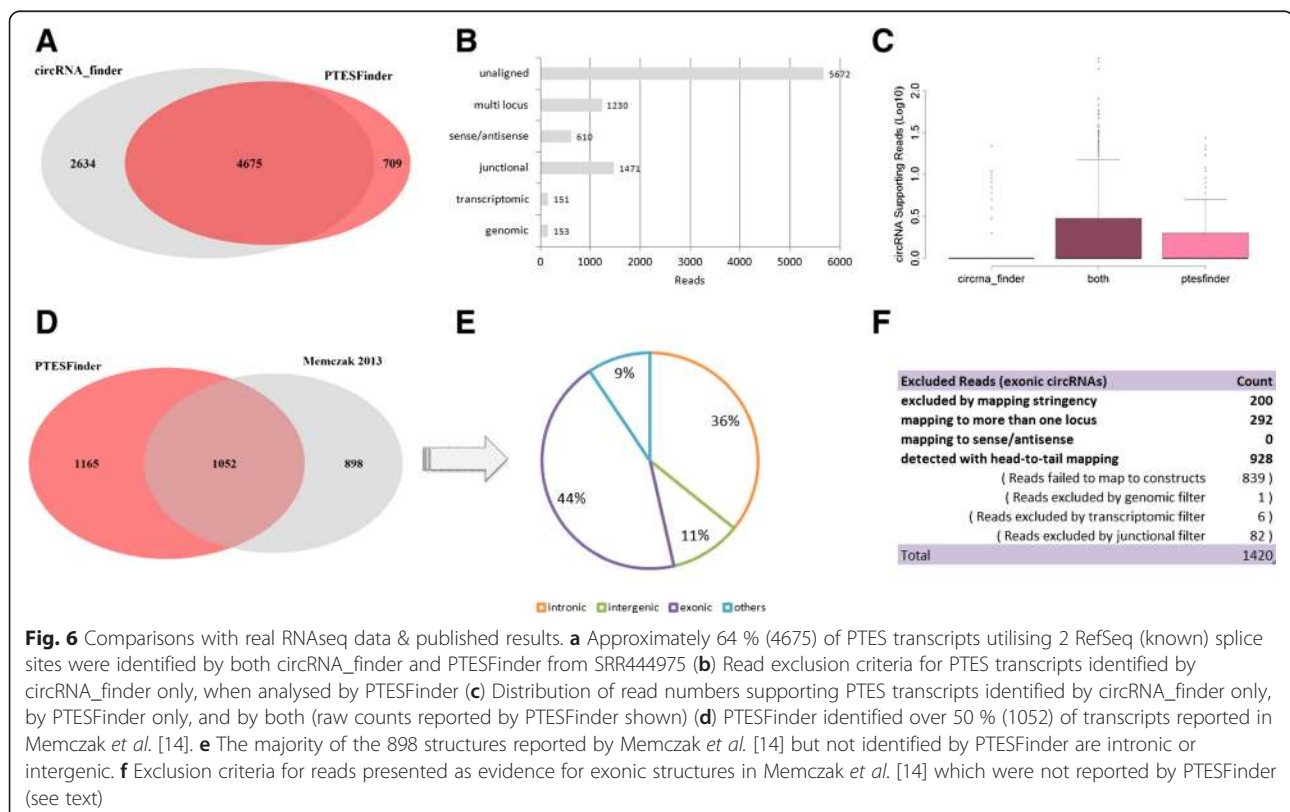 A
circRNA_finder
PTESFinder
2634
4675
709
B
unaligned
5672
multi locus
1230
sense/antisense
610
junctional
1471
transcriptomic
151
genomic
153
0 1000 2000 3000 4000 5000 6000
Reads
C
circRNA Supporting Reads (Log10)
2.0
1.5
1.0
0.5
0.0
circrna_finder both ptesfinder
D
PTESFinder
Memczak 2013
1165
1052
898
E
9%
36%
44%
11%
intronic intergenic exonic others
F
Excluded Reads (exonic circRNAs) Count
excluded by mapping stringency 200
mapping to more than one locus 292
mapping to sense/antisense 0
detected with head-to-tail mapping 928
( Reads failed to map to constructs 839 )
( Reads excluded by genomic filter 1 )
( Reads excluded by transcriptomic filter 6 )
( Reads excluded by junctional filter 82 )
Total 1420
Fig. 6 Comparisons with real RNAseq data & published results. a Approximately 64 % (4675) of PTES transcripts utilising 2 RefSeq (known) splice
sites were identified by both circRNA_finder and PTESFinder from SRR444975 (b) Read exclusion criteria for PTES transcripts identified by
circRNA_finder only, when analysed by PTESFinder (c) Distribution of read numbers supporting PTES transcripts identified by circRNA_finder only,
by PTESFinder only, and by both (raw counts reported by PTESFinder shown) (d) PTESFinder identified over 50 % (1052) of transcripts reported in
Memczak et al. [14]. e The majority of the 898 structures reported by Memczak et al. [14] but not identified by PTESFinder are intronic or
intergenic. f Exclusion criteria for reads presented as evidence for exonic structures in Memczak et al. [14] which were not reported by PTESFinder
(see text)